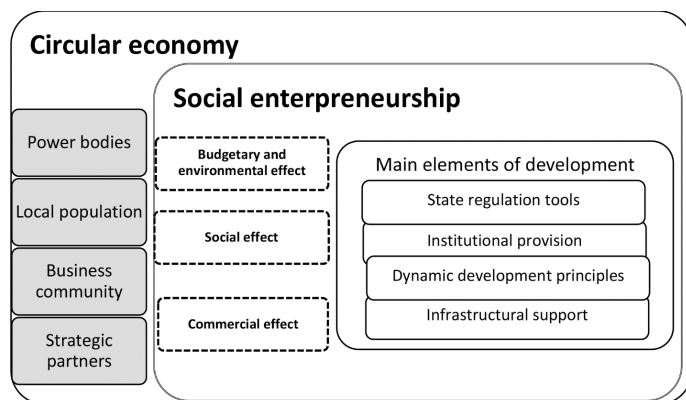 Circular economy
Social enterpreneurship
Power bodies
Local population
Business
community
Strategic
partners
Budgetary and
environmental effect
Social effect
Commercial effect
Main elements of development
State regulation tools
Institutional provision
Dynamic development principles
Infrastructural support